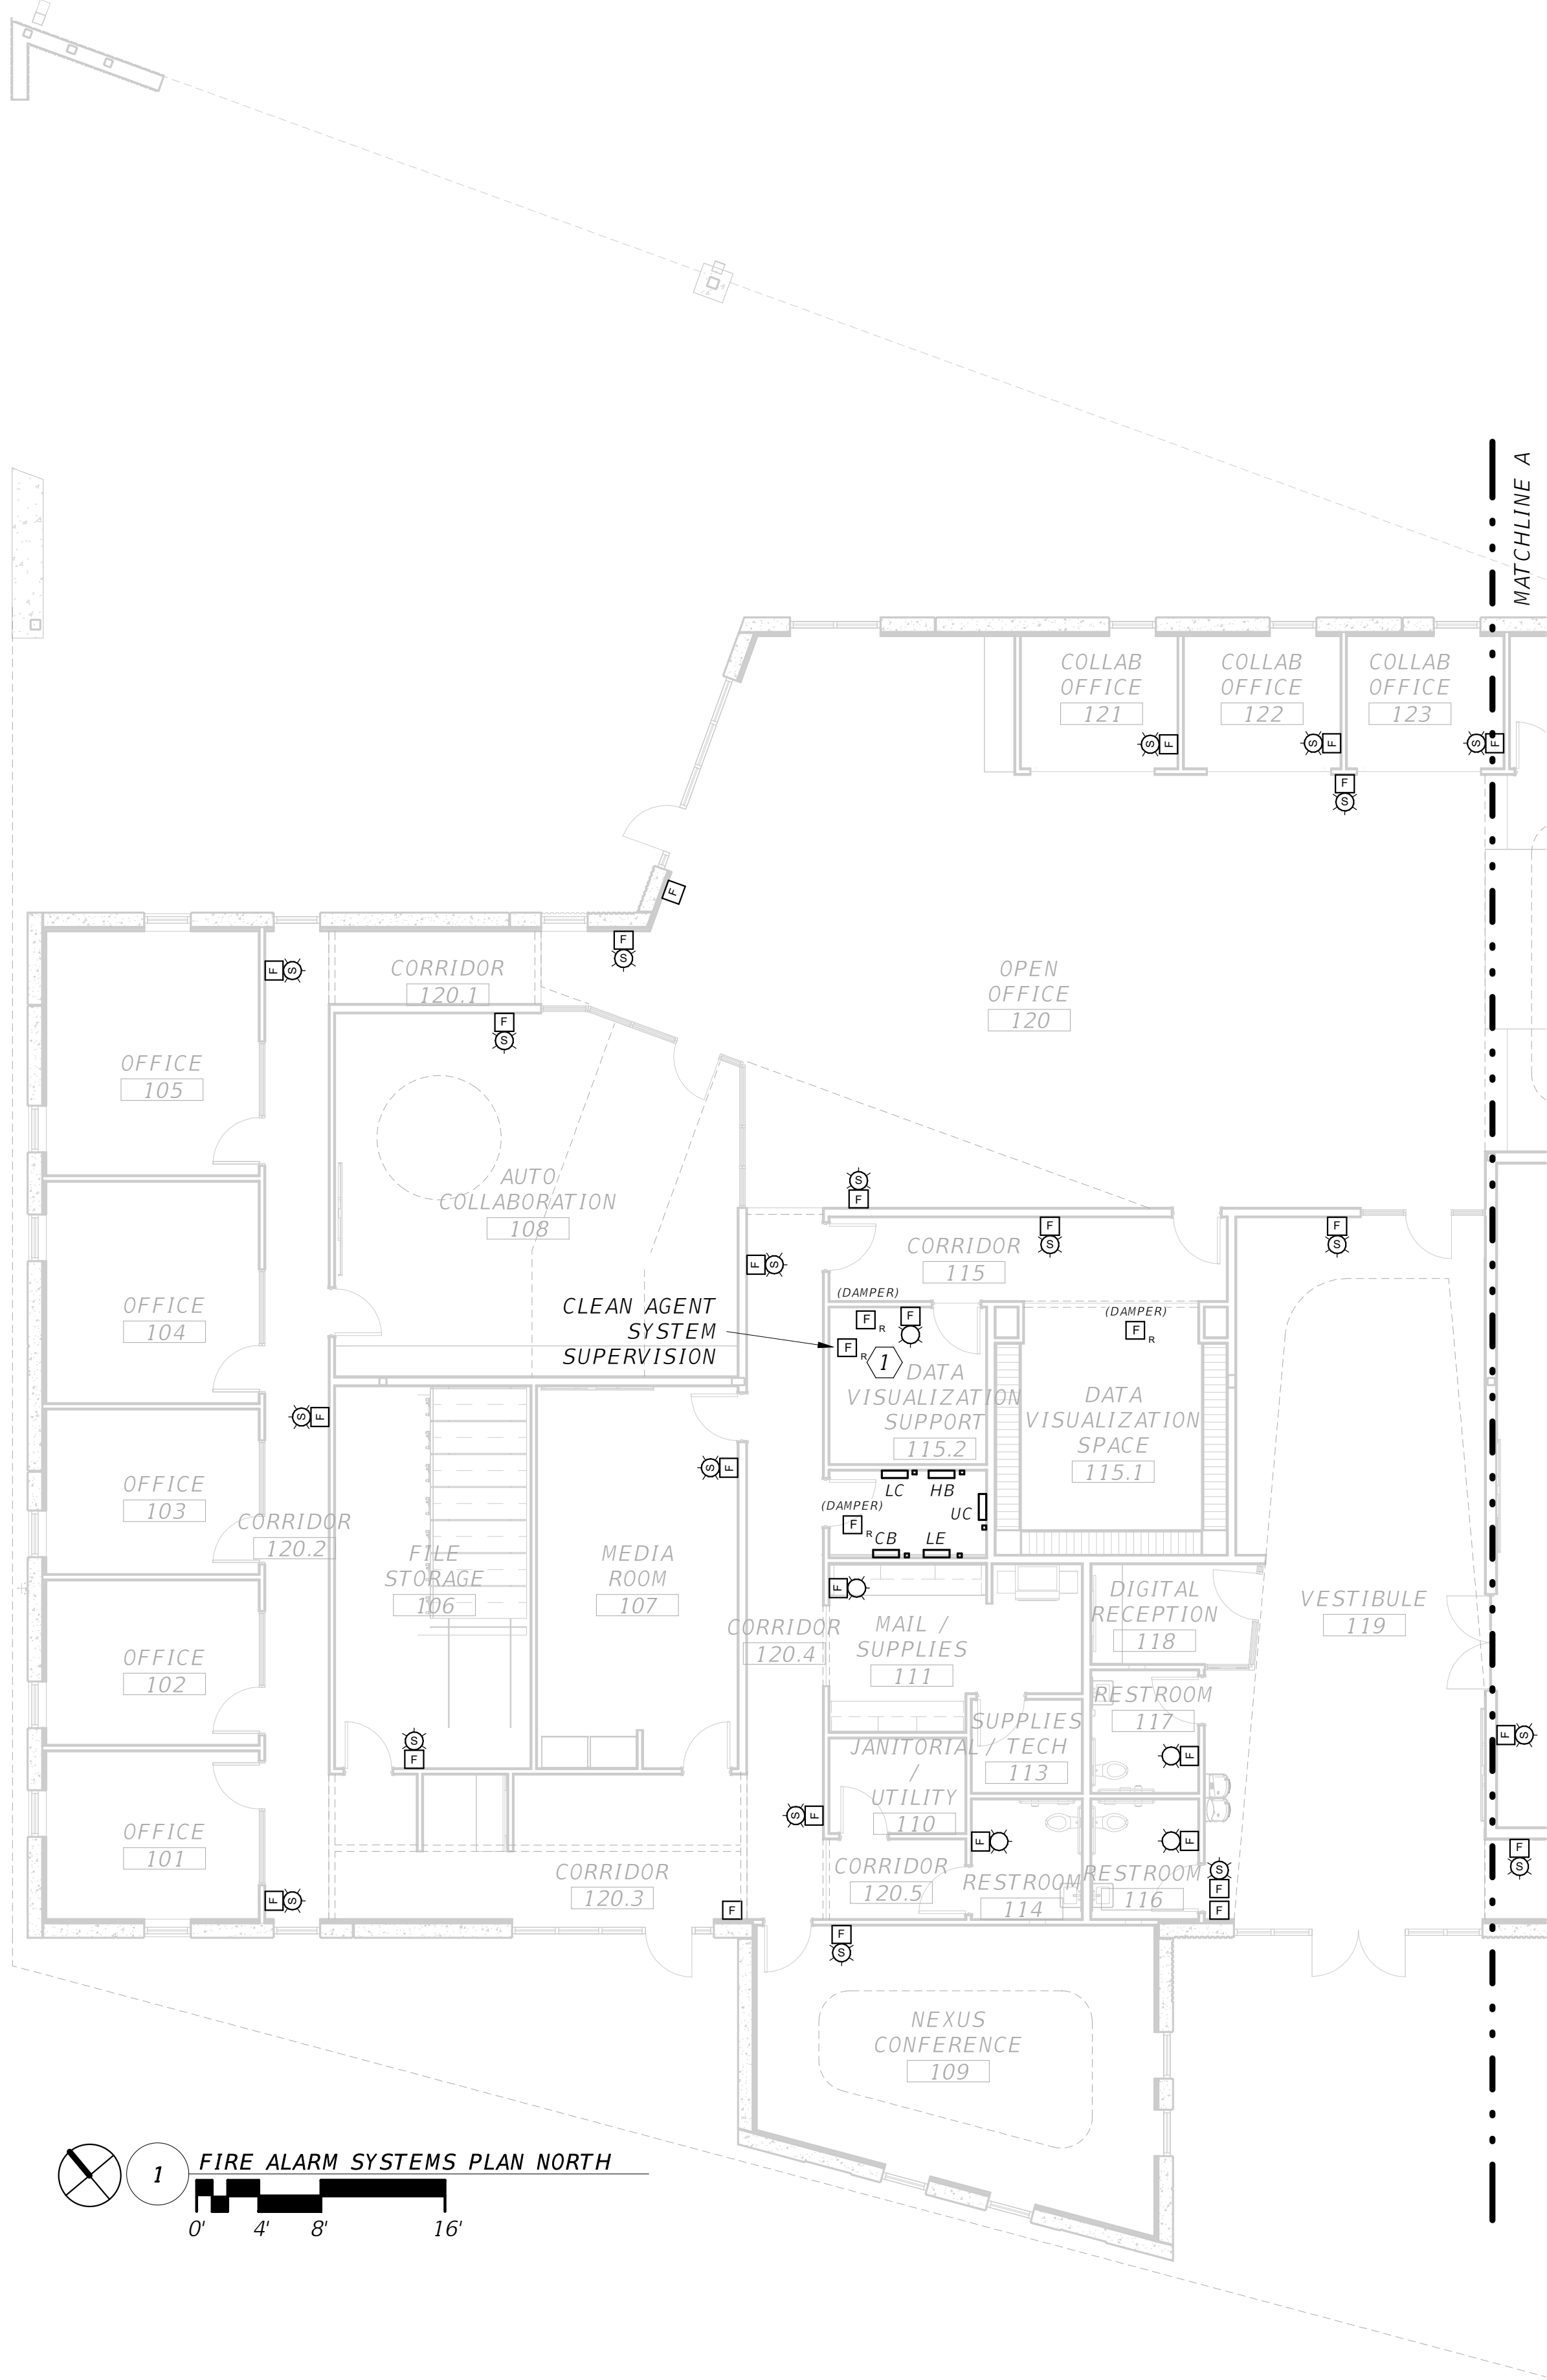 MATCHLINE A
COLLAB
OFFICE
121
COLLAB
OFFICE
122
COLLAB
OFFICE
123
S F
S F
S F
F
S
F
F
S
F S
CORRIDOR
120.1
OPEN
OFFICE
120
F
S
OFFICE
105
AUTO
COLLABORATION
108
S
F
F
S
F
S
CORRIDOR
115
F S
(DAMPER)
F R
F
(DAMPER)
F R
CLEAN AGENT
SYSTEM
SUPERVISION
F R
1
OFFICE
104
DATA
VISUALIZATION
SUPPORT
115.2
DATA
VISUALIZATION
SPACE
115.1
S F
S F
OFFICE
103
LC
HB
UC
(DAMPER)
F R
CB
LE
CORRIDOR
120.2
FILE
STORAGE
106
MEDIA
ROOM
107
F
DIGITAL
RECEPTION
118
VESTIBULE
119
CORRIDOR
120.4
MAIL /
SUPPLIES
111
OFFICE
102
RESTROOM
117
SUPPLIES
/ TECH
113
S
F
F S
F
JANITORIAL
/
UTILITY
110
OFFICE
101
S F
F
F
F
S
CORRIDOR
120.5
CORRIDOR
120.3
RESTROOM
114
RESTROOM
116
S
F
F
F S
F
F
S
NEXUS
CONFERENCE
109
1
FIRE ALARM SYSTEMS PLAN NORTH
0' 4' 8' 16'